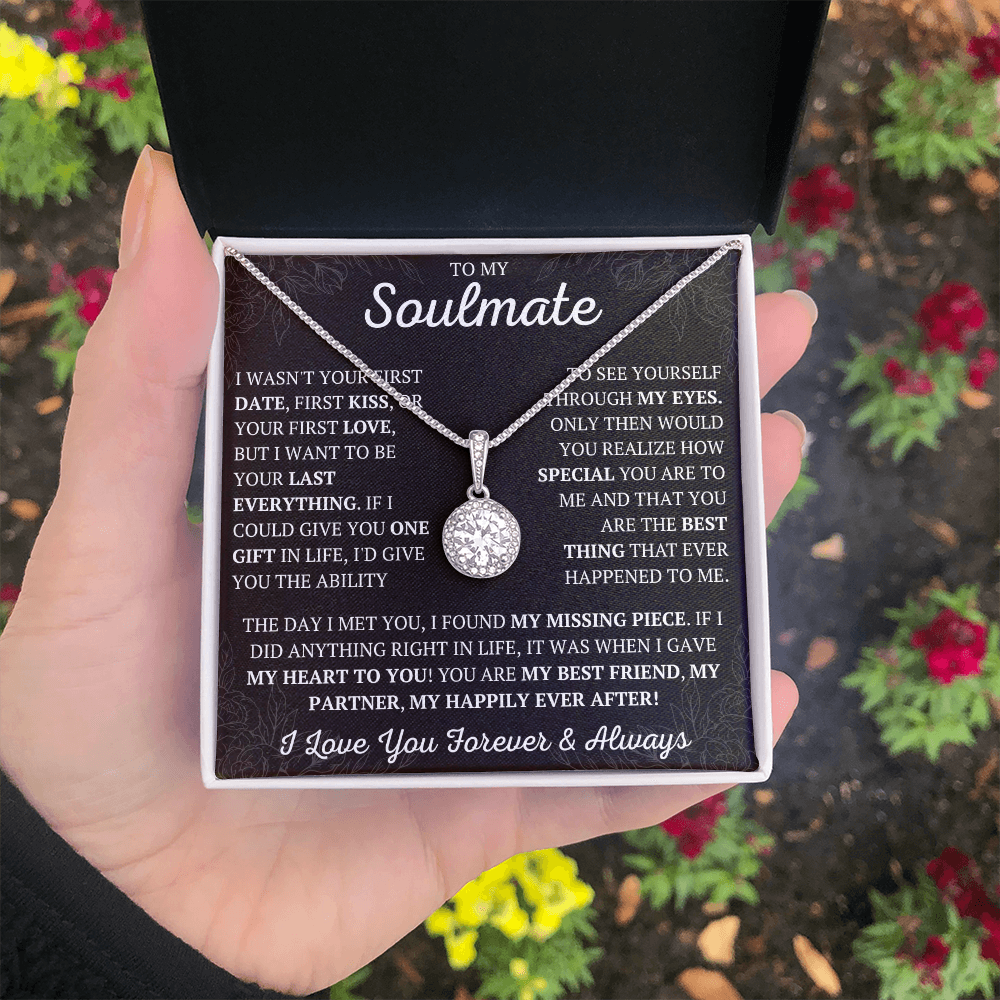 TO MY
Soulmate
I WASN'T YOUR FIRST
DATE, FIRST KISS, OR
YOUR FIRST LOVE,
BUT I WANT TO BE
YOUR LAST
EVERYTHING. IF I
COULD GIVE YOU ONE
GIFT IN LIFE, I'D GIVE
YOU THE ABILITY
TO SEE YOURSELF
THROUGH MY EYES.
ONLY THEN WOULD
YOU REALIZE HOW
SPECIAL YOU ARE TO
ME AND THAT YOU
ARE THE BEST
THING THAT EVER
HAPPENED TO ME.
THE DAY I MET YOU, I FOUND MY MISSING PIECE. IF I
DID ANYTHING RIGHT IN LIFE, IT WAS WHEN I GAVE
MY HEART TO YOU! YOU ARE MY BEST FRIEND, MY
PARTNER, MY HAPPILY EVER AFTER!
I Love You Forever & Always